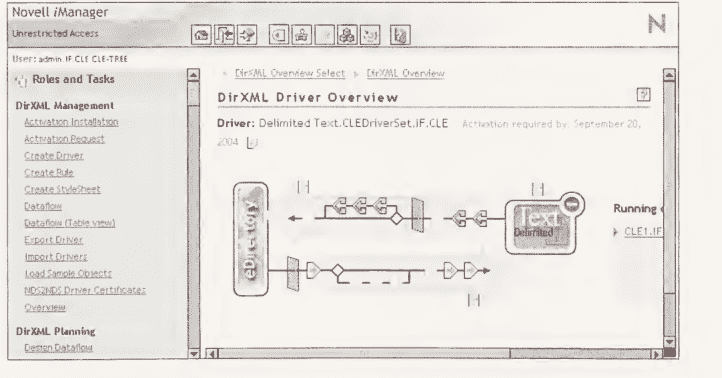 Novell iManager
Unrestricted Access
User: admin.IF.CLE.CLE-TREE
Roles and Tasks
DirXML Management
Activation Installation
Activation Request
Create Driver
Create Rule
Create StyleSheet
Dataflow
Dataflow (Table view)
Export Driver
Import Drivers
Load Sample Objects
NDS2NDS Driver Certificates
Overview
DirXML Planning
Design Dataflow
DirXML Overview Select
DirXML Overview
DirXML Driver Overview
Driver: Delimited Text.CLEDriverSet.IF.CLE Activation required by: September 20,
2004
eDirectory
Text
Delimited
Running
CLE1.IF
N